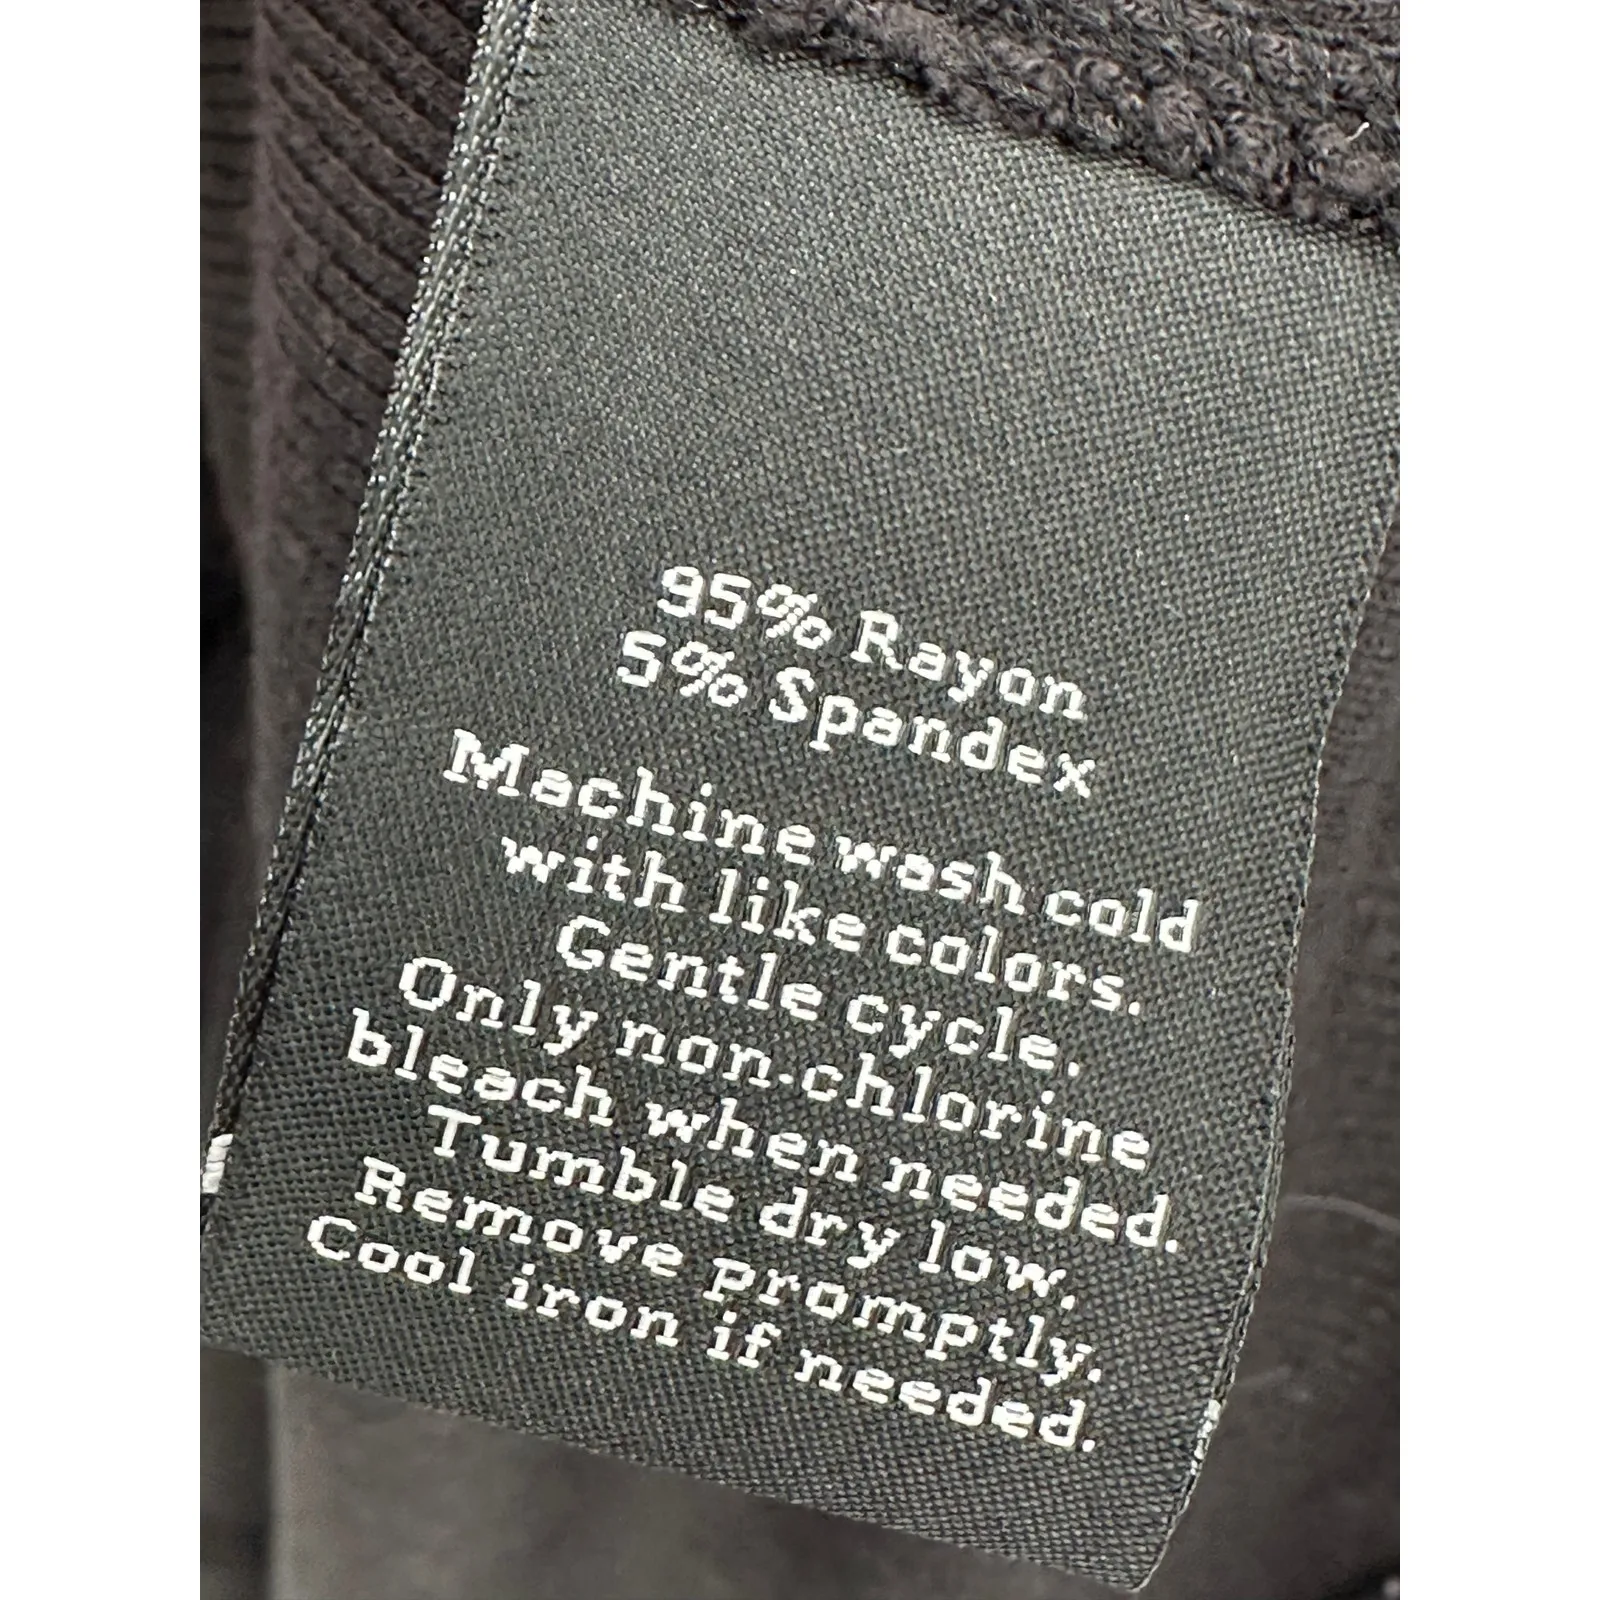 95% Rayon
5% Spandex
Machine wash cold
with like colors.
Gentle cycle.
Only non-chlorine
bleach when needed.
Tumble dry low.
Remove promptly.
Cool iron if needed.